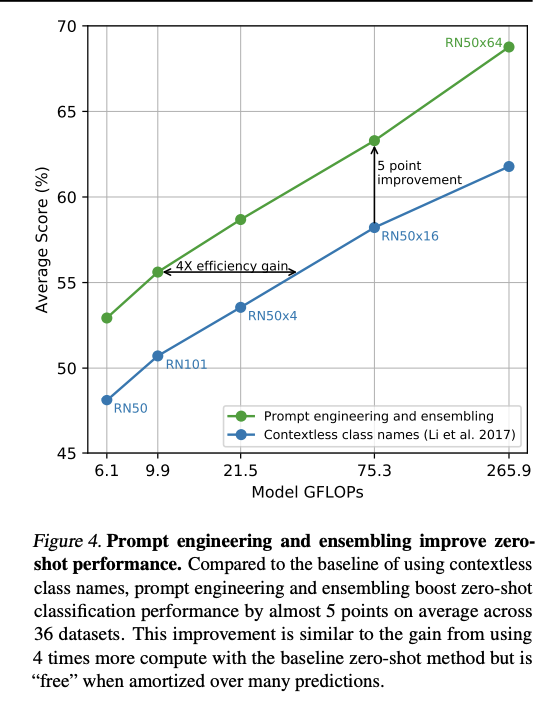 70
65
60
55
50
45
Average Score (%)
RN50x64
5 point
improvement
RN50x16
4X efficiency gain
RN50x4
RN101
RN50
Prompt engineering and ensembling
Contextless class names (Li et al. 2017)
6.1 9.9 21.5 75.3 265.9
Model GFLOPs
Figure 4. Prompt engineering and ensembling improve zero-
shot performance. Compared to the baseline of using contextless
class names, prompt engineering and ensembling boost zero-shot
classification performance by almost 5 points on average across
36 datasets. This improvement is similar to the gain from using
4 times more compute with the baseline zero-shot method but is
“free” when amortized over many predictions.